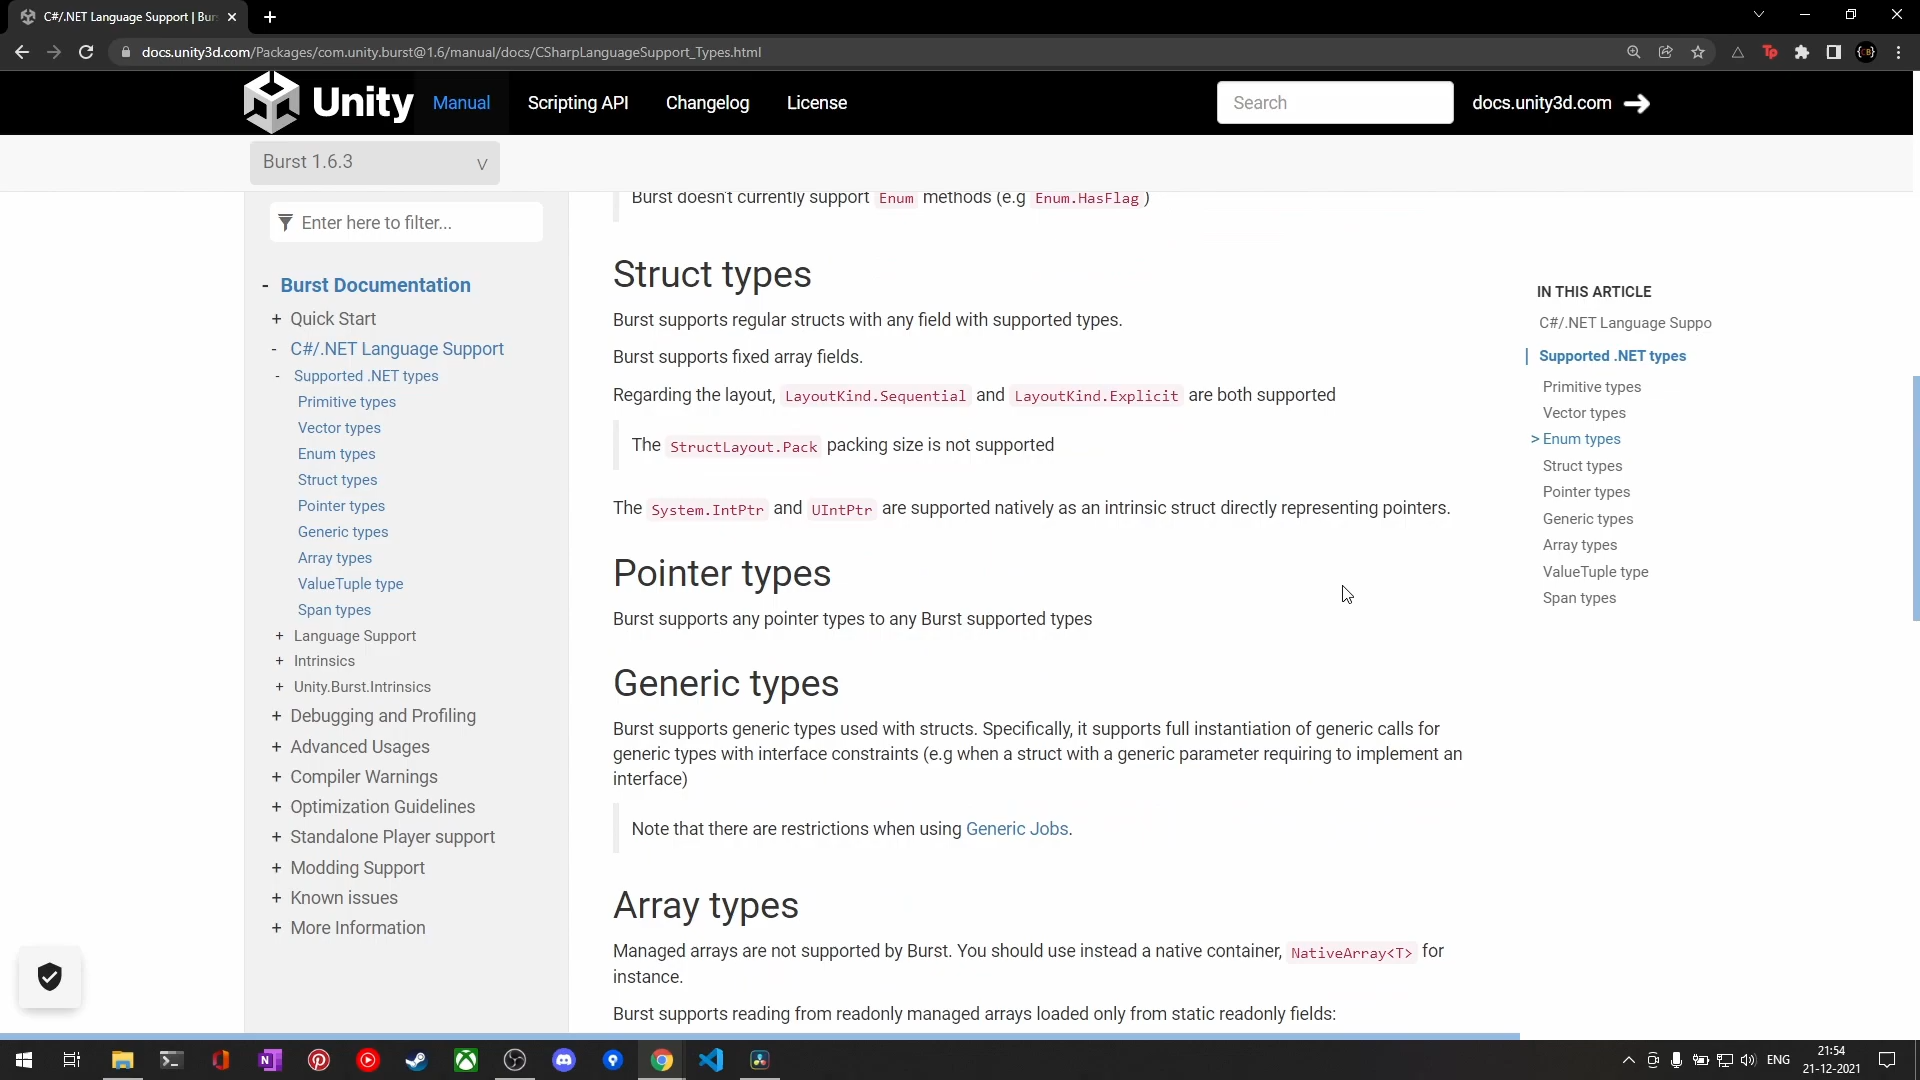 C#/.NET Language Support | Bur
docs.unity3d.com/Packages/com.unity.burst@1.6/manual/docs/CSharpLanguageSupport_Types.html
Unity
Manual
Scripting API
Changelog
License
Search
docs.unity3d.com
Burst 1.6.3
Enter here to filter...
- Burst Documentation
+ Quick Start
- C#/.NET Language Support
- Supported .NET types
Primitive types
Vector types
Enum types
Struct types
Pointer types
Generic types
Array types
ValueTuple type
Span types
+ Language Support
+ Intrinsics
+ Unity.Burst.Intrinsics
+ Debugging and Profiling
+ Advanced Usages
+ Compiler Warnings
+ Optimization Guidelines
+ Standalone Player support
+ Modding Support
+ Known issues
+ More Information
Burst doesn't currently support Enum methods (e.g Enum.HasFlag )
Struct types
Burst supports regular structs with any field with supported types.
Burst supports fixed array fields.
Regarding the layout, LayoutKind.Sequential and LayoutKind.Explicit are both supported
The StructLayout.Pack packing size is not supported
The System.IntPtr and UIntPtr are supported natively as an intrinsic struct directly representing pointers.
Pointer types
Burst supports any pointer types to any Burst supported types
Generic types
Burst supports generic types used with structs. Specifically, it supports full instantiation of generic calls for
generic types with interface constraints (e.g when a struct with a generic parameter requiring to implement an
interface)
Note that there are restrictions when using Generic Jobs.
Array types
Managed arrays are not supported by Burst. You should use instead a native container, NativeArray<T> for
instance.
Burst supports reading from readonly managed arrays loaded only from static readonly fields:
IN THIS ARTICLE
C#/.NET Language Suppo
Supported .NET types
Primitive types
Vector types
> Enum types
Struct types
Pointer types
Generic types
Array types
ValueTuple type
Span types
ENG
21:54
21-12-2021